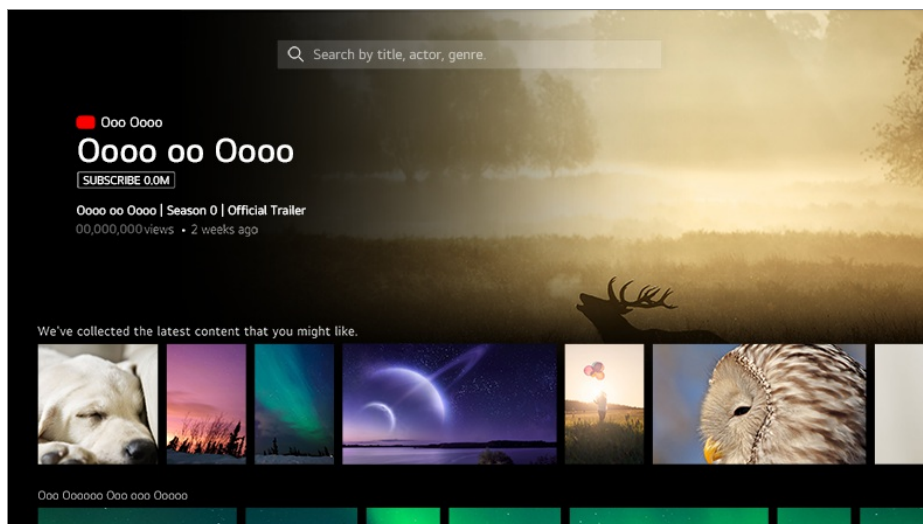 Search by title, actor, genre.
Ooo Oooo
Oooo oo Oooo
SUBSCRIBE 0.0M
Oooo oo Oooo | Season 0 | Official Trailer
00,000,000 views • 2 weeks ago
We've collected the latest content that you might like.
Ooo Oooooo Ooo ooo Ooooo